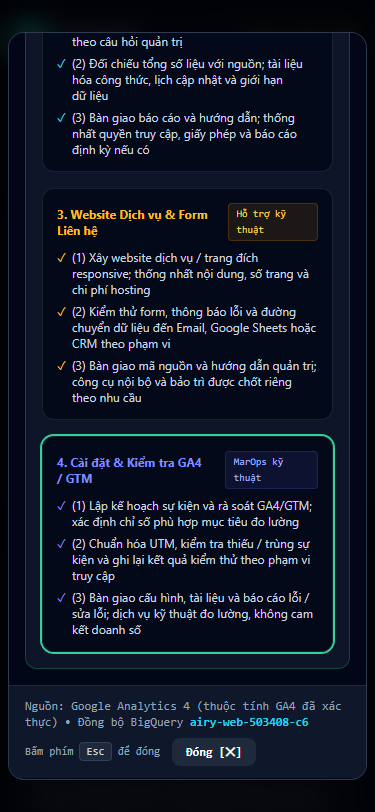 theo câu hỏi quản trị
✓ (2) Đối chiếu tổng số liệu với nguồn; tài liệu
hóa công thức, lịch cập nhật và giới hạn
dữ liệu
✓ (3) Bàn giao báo cáo và hướng dẫn; thống
nhất quyền truy cập, giấy phép và báo cáo
định kỳ nếu có
3. Website Dịch vụ & Form
Liên hệ
Hỗ trợ kỹ
thuật
✓ (1) Xây website dịch vụ / trang đích
responsive; thống nhất nội dung, số trang và
chi phí hosting
✓ (2) Kiểm thử form, thông báo lỗi và đường
chuyển dữ liệu đến Email, Google Sheets hoặc
CRM theo phạm vi
✓ (3) Bàn giao mã nguồn và hướng dẫn quản trị;
công cụ nội bộ và bảo trì được chốt riêng
theo nhu cầu
4. Cài đặt & Kiểm tra GA4
/ GTM
MarOps kỹ
thuật
✓ (1) Lập kế hoạch sự kiện và rà soát GA4/GTM;
xác định chỉ số phù hợp mục tiêu đo lường
✓ (2) Chuẩn hóa UTM, kiểm tra thiếu / trùng sự
kiện và ghi lại kết quả kiểm thử theo phạm vi
truy cập
✓ (3) Bàn giao cấu hình, tài liệu và báo cáo lỗi /
sửa lỗi; dịch vụ kỹ thuật đo lường, không cam
kết doanh số
Nguồn: Google Analytics 4 (thuộc tính GA4 đã xác
thực) • Đồng bộ BigQuery airy-web-503408-c6
Bấm phím Esc để đóng
Đóng [✕]